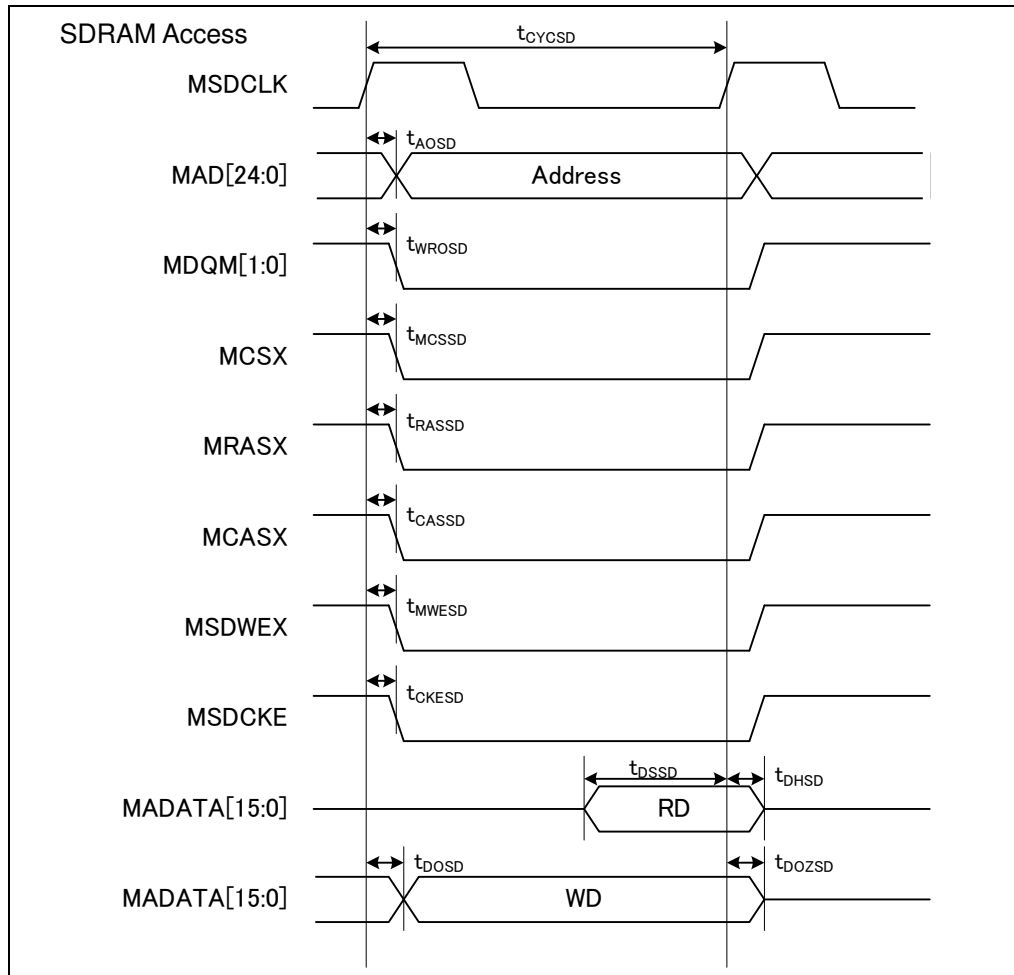 SDRAM Access
tCYCSD
MSDCLK
tAOSD
MAD[24:0]
Address
tWROSD
MDQM[1:0]
tMCSSD
MCSX
tRASSD
MRASX
tCASSD
MCASX
tMWESD
MSDWEX
tCKESD
MSDCKE
tDSSD
tDHSD
MADATA[15:0]
RD
tDOSD
tDOZSD
MADATA[15:0]
WD